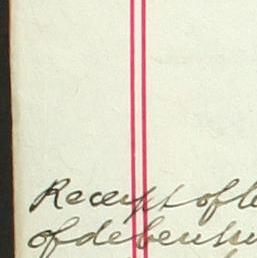 Receipt of
of debentu